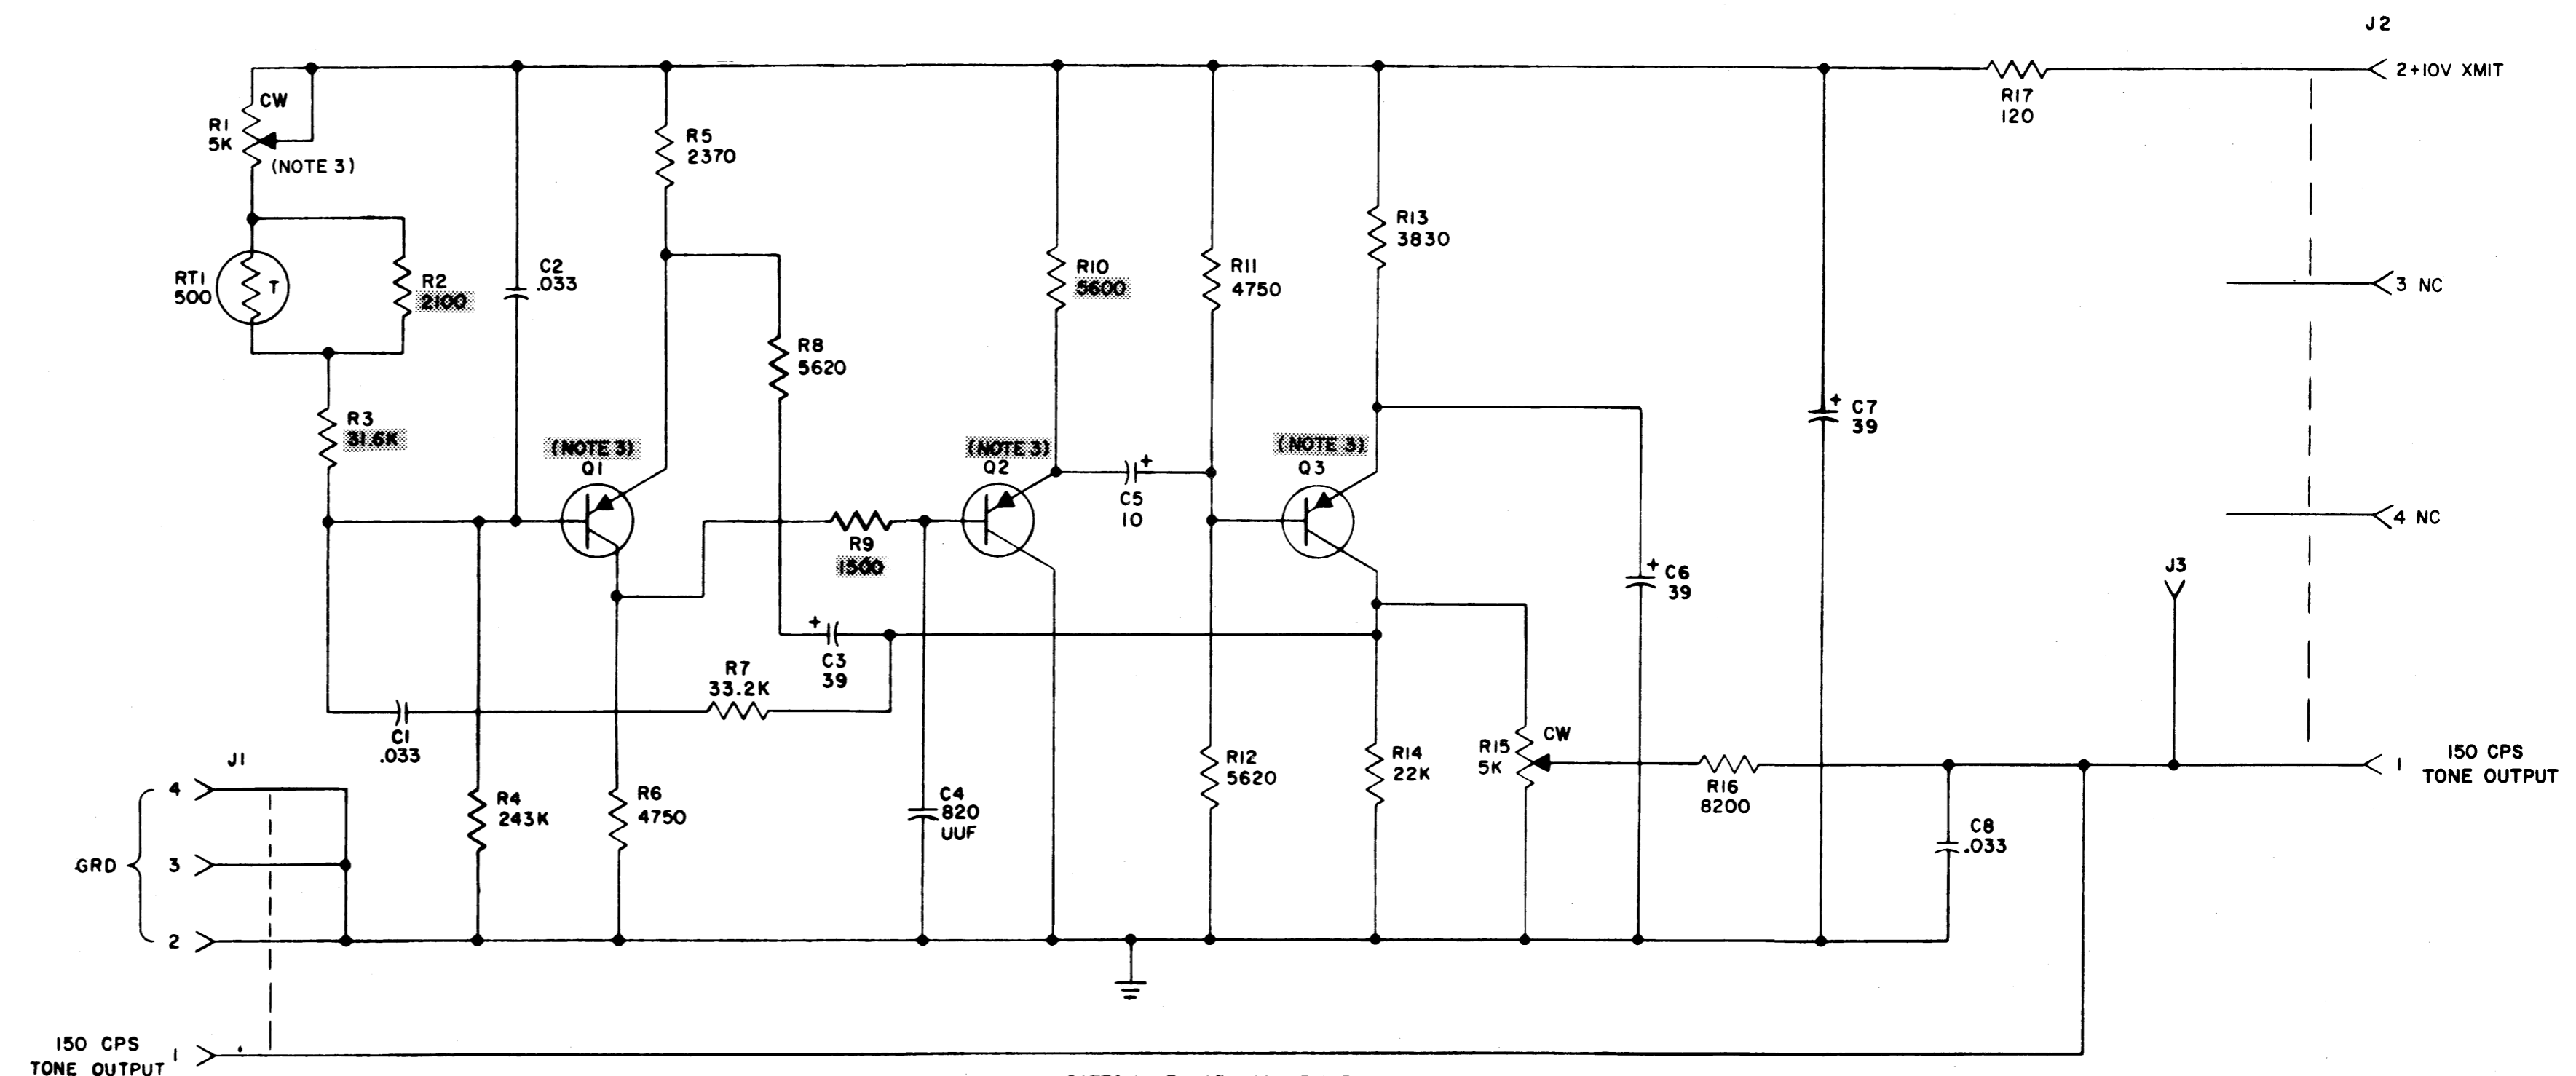 J2
2+10V XMIT
R17
120
CW
R1
5K
(NOTE 3)
R5
2370
R13
3830
C2
.033
RT1
500
T
R2
2100
R10
5600
R11
4750
3 NC
R8
5620
C7
39
+
R3
31.6K
(NOTE 3)
Q1
(NOTE 3)
Q2
(NOTE 3)
Q3
+
C5
10
4 NC
R9
1500
+
C6
39
J3
+
C3
39
R7
33.2K
C1
.033
J1
GRD
4
3
2
R4
243K
R6
4750
C4
820
UUF
R12
5620
R14
22K
R15
5K
CW
R16
8200
C8
.033
1
150 CPS
TONE OUTPUT
150 CPS
TONE OUTPUT
1